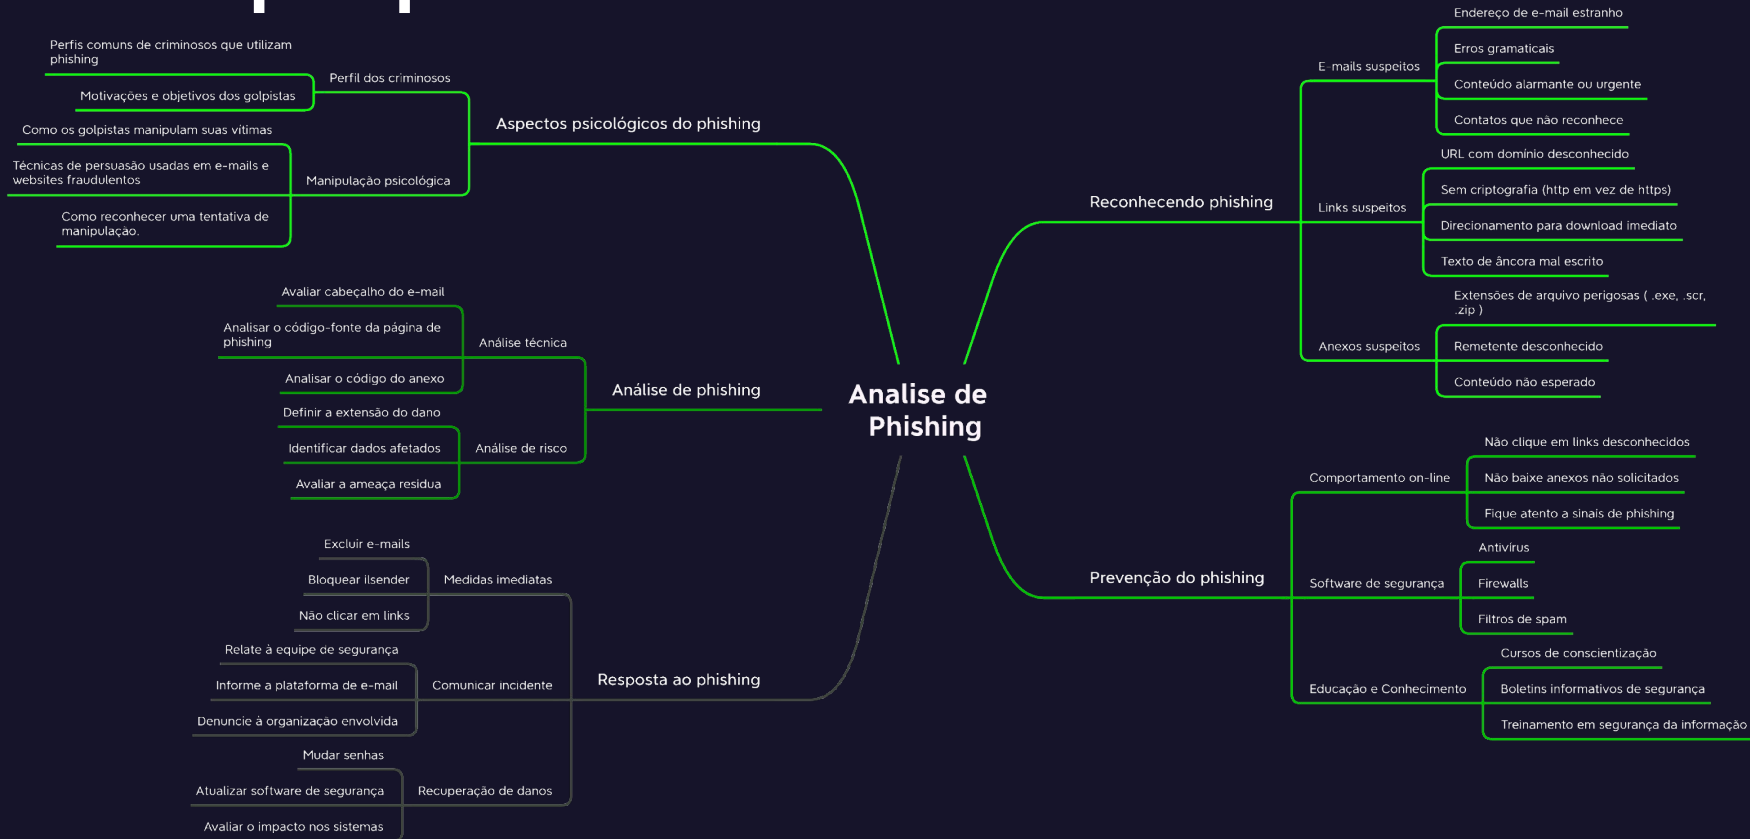 Analise de
Phishing
Aspectos psicológicos do phishing
Perfil dos criminosos
Perfis comuns de criminosos que utilizam
phishing
Motivações e objetivos dos golpistas
Manipulação psicológica
Como os golpistas manipulam suas vítimas
Técnicas de persuasão usadas em e-mails e
websites fraudulentos
Como reconhecer uma tentativa de
manipulação.
Análise de phishing
Análise técnica
Avaliar cabeçalho do e-mail
Analisar o código-fonte da página de
phishing
Analisar o código do anexo
Análise de risco
Definir a extensão do dano
Identificar dados afetados
Avaliar a ameaça residua
Resposta ao phishing
Medidas imediatas
Excluir e-mails
Bloquear ilsender
Não clicar em links
Comunicar incidente
Relate à equipe de segurança
Informe a plataforma de e-mail
Denuncie à organização envolvida
Recuperação de danos
Mudar senhas
Atualizar software de segurança
Avaliar o impacto nos sistemas
Reconhecendo phishing
E-mails suspeitos
Endereço de e-mail estranho
Erros gramaticais
Conteúdo alarmante ou urgente
Contatos que não reconhece
Links suspeitos
URL com domínio desconhecido
Sem criptografia (http em vez de https)
Direcionamento para download imediato
Texto de âncora mal escrito
Anexos suspeitos
Extensões de arquivo perigosas ( .exe, .scr,
.zip )
Remetente desconhecido
Conteúdo não esperado
Prevenção do phishing
Comportamento on-line
Não clique em links desconhecidos
Não baixe anexos não solicitados
Fique atento a sinais de phishing
Software de segurança
Antivírus
Firewalls
Filtros de spam
Educação e Conhecimento
Cursos de conscientização
Boletins informativos de segurança
Treinamento em segurança da informação